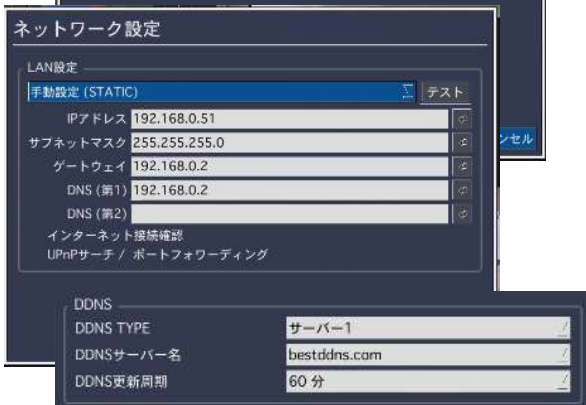 ネットワーク設定
LAN設定
手動設定 (STATIC) テスト
IPアドレス 192.168.0.51
サブネットマスク 255.255.255.0
ンセル
ゲートウェイ 192.168.0.2
DNS (第1) 192.168.0.2
DNS (第2)
インターネット接続確認
UPnPサーチ / ポートフォワーディング
DDNS
DDNS TYPE サーバー1
DDNSサーバー名 bestddns.com
DDNS更新周期 60 分